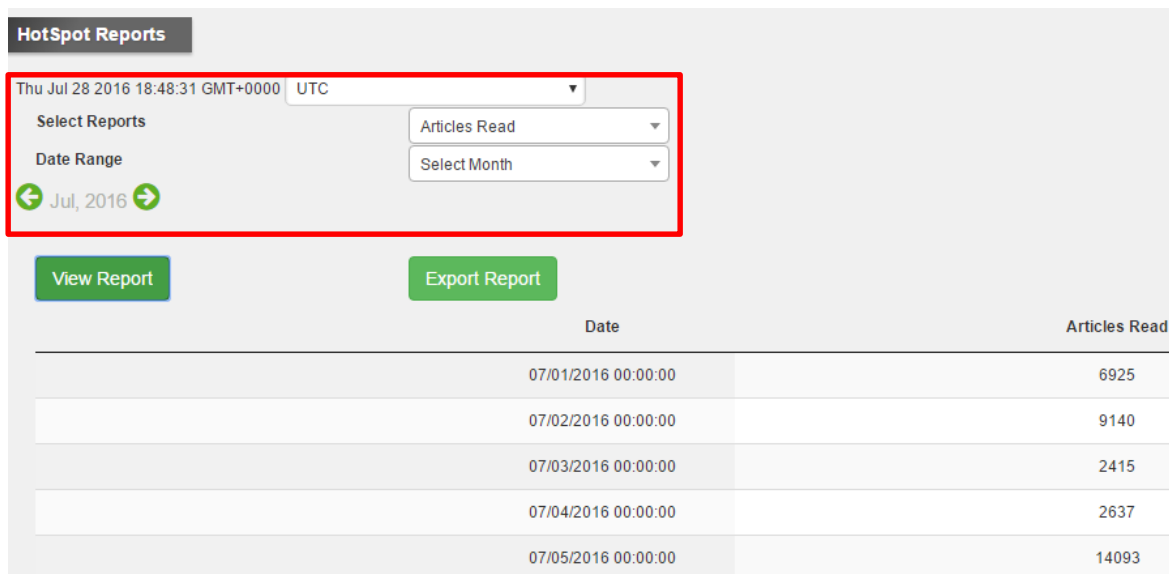 HotSpot Reports
Thu Jul 28 2016 18:48:31 GMT+0000 UTC
Select Reports Articles Read
Date Range Select Month
Jul, 2016
View Report Export Report
Date Articles Read
07/01/2016 00:00:00 6925
07/02/2016 00:00:00 9140
07/03/2016 00:00:00 2415
07/04/2016 00:00:00 2637
07/05/2016 00:00:00 14093